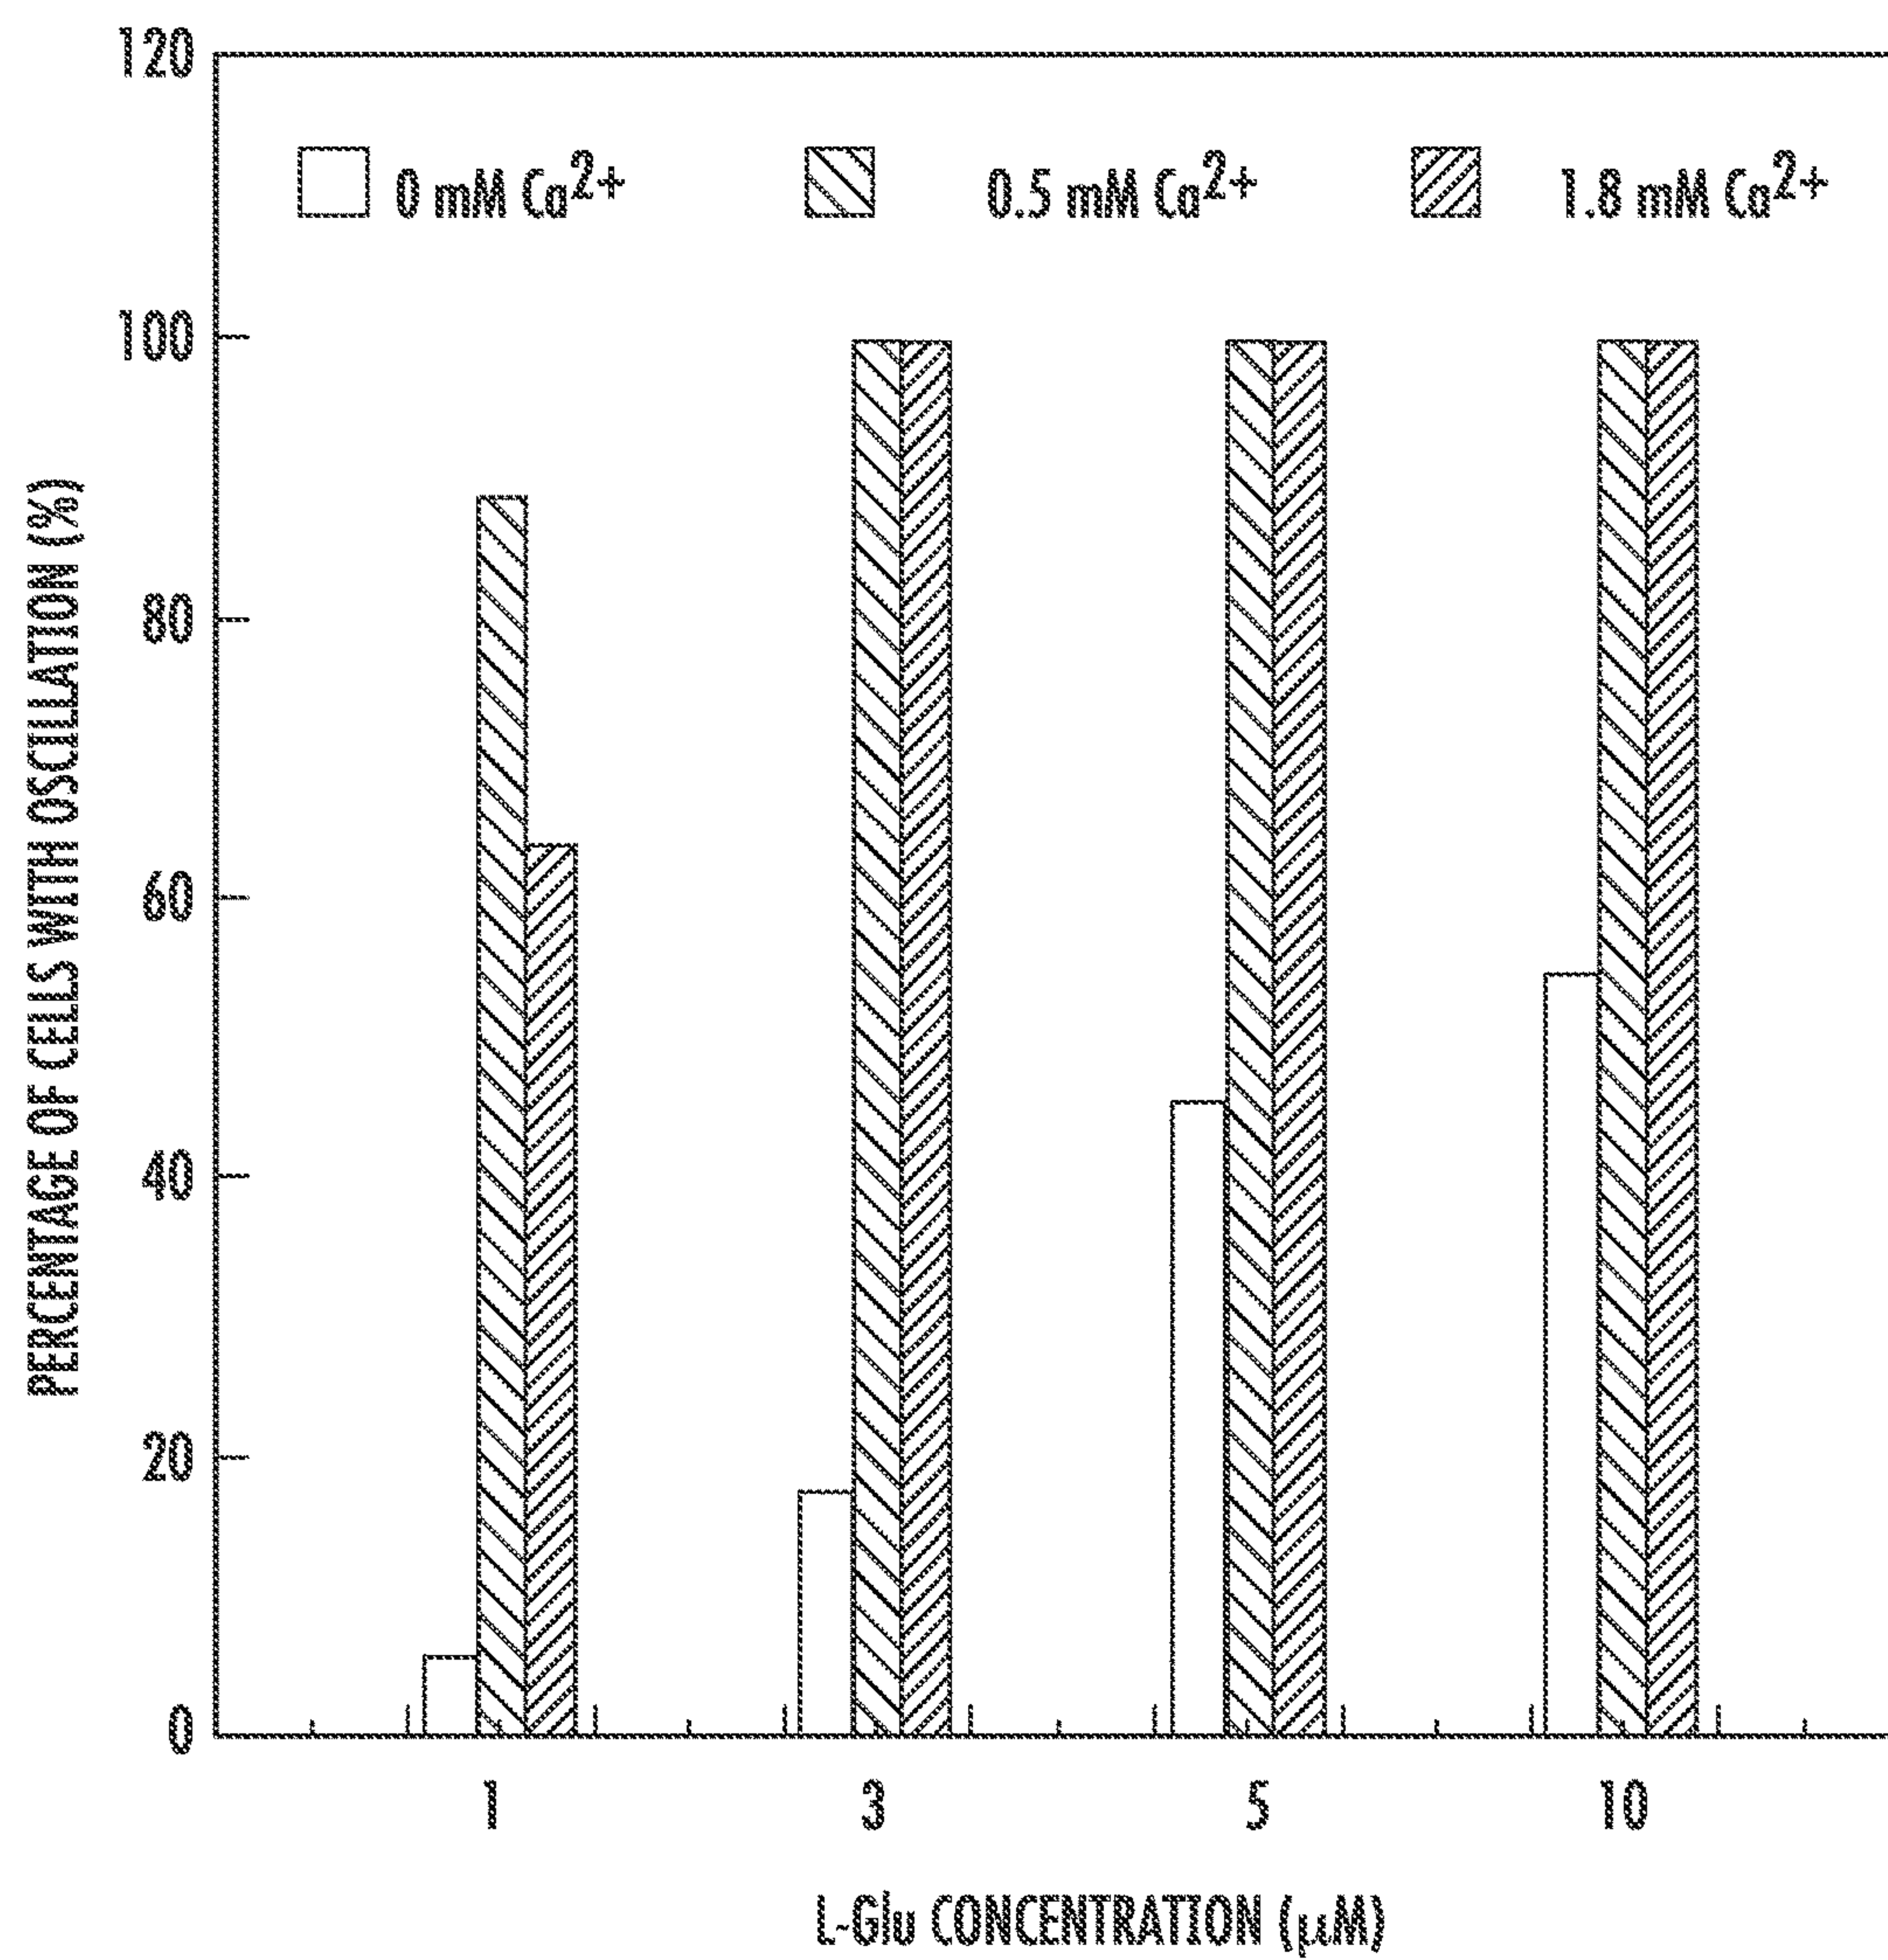 120
0 mM Ca2+ 0.5 mM Ca2+ 1.8 mM Ca2+
100
80
60
40
20
0
PERCENTAGE OF CELLS WITH OSCILLATION (%)
1 3 5 10
L-Glu CONCENTRATION (μM)